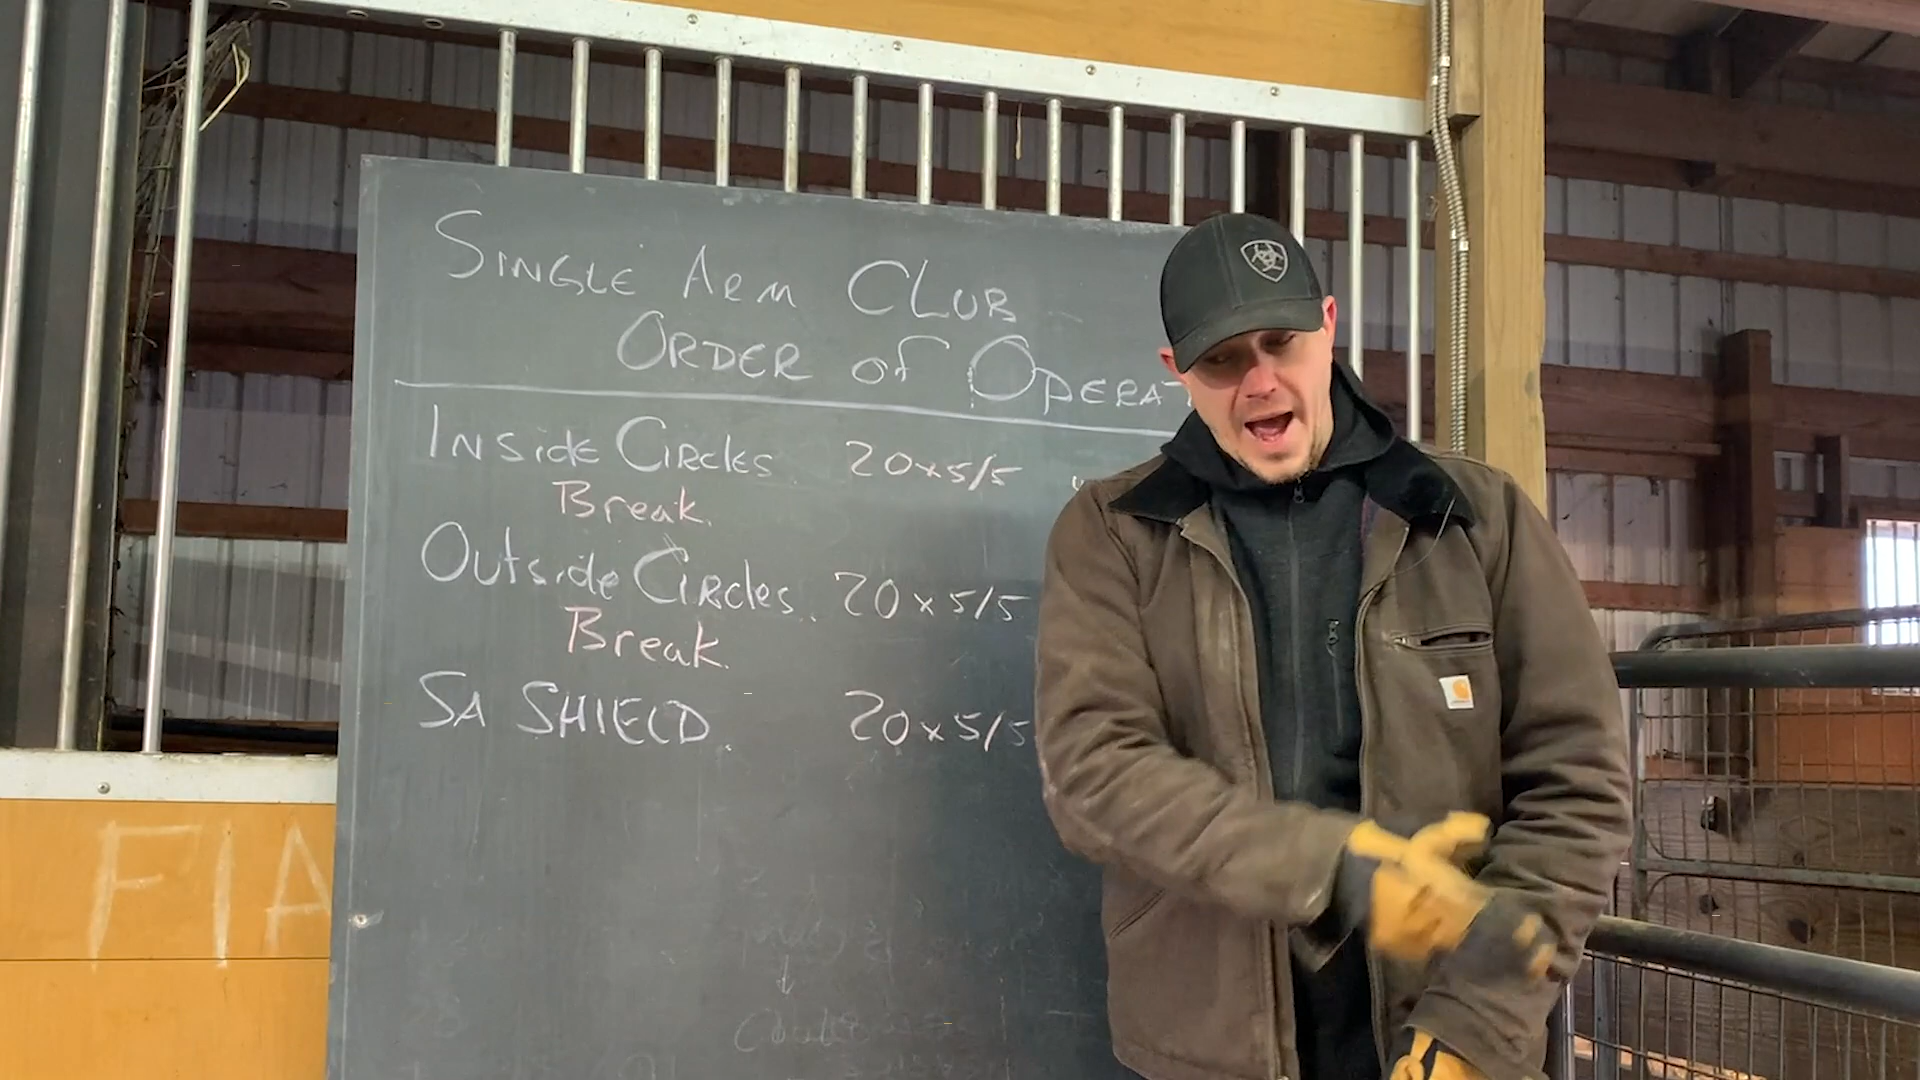 SINGLE ARM CLUB
ORDER of OPERAT
INSide CIRCles 20x5/5
Break.
Outside CIRCles. 20x5/5
Break.
SA SHIELD. 20x5/5
FIA